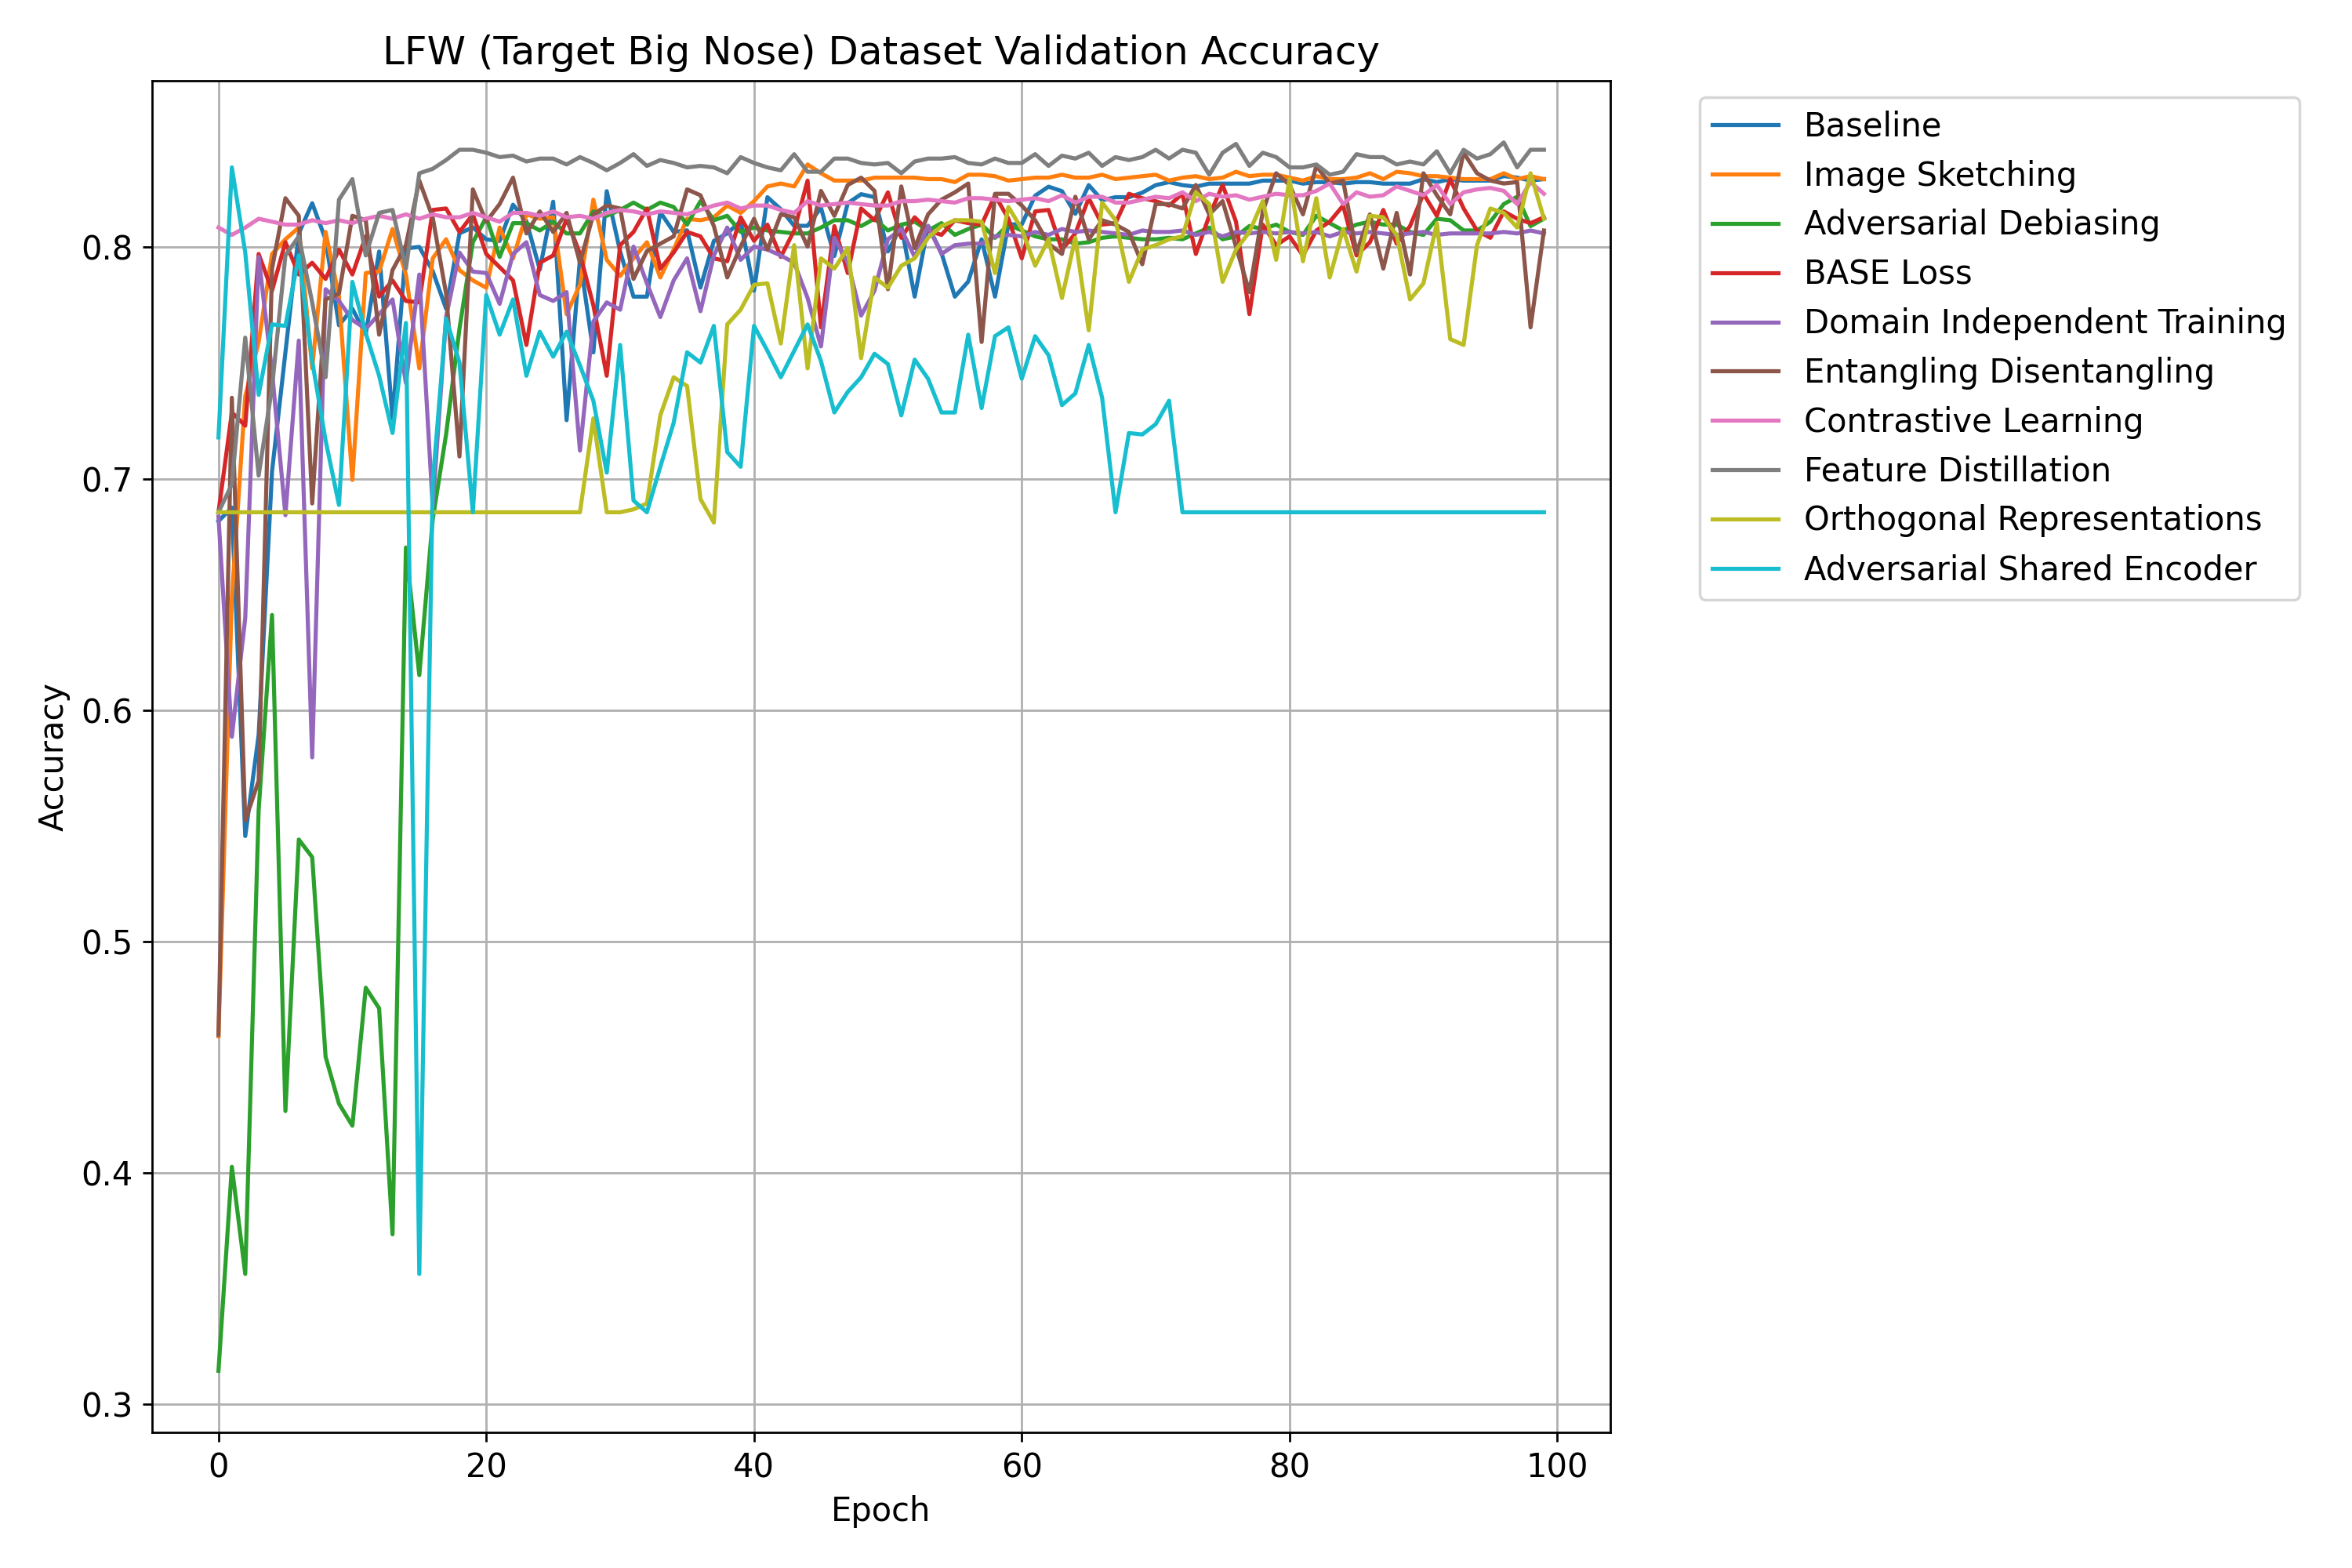 LFW (Target Big Nose) Dataset Validation Accuracy
Baseline
Image Sketching
Adversarial Debiasing
BASE Loss
Domain Independent Training
Entangling Disentangling
Contrastive Learning
Feature Distillation
Orthogonal Representations
Adversarial Shared Encoder
Accuracy
0.8
0.7
0.6
0.5
0.4
0.3
0 20 40 60 80 100
Epoch